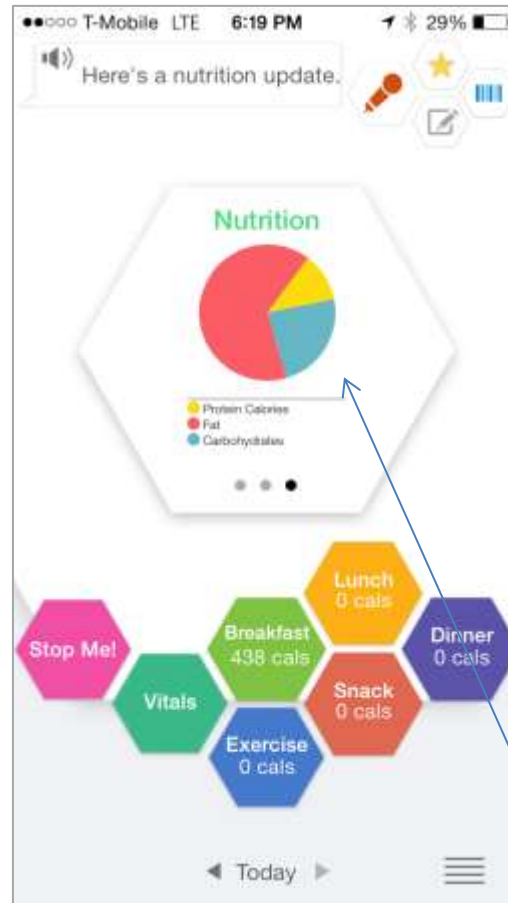 T-Mobile LTE 6:19 PM 29%
Here's a nutrition update.
Nutrition
Protein Calories
Fat
Carbohydrates
Lunch
0 cals
Stop Me!
Breakfast
438 cals
Dinner
0 cals
Vitals
Snack
0 cals
Exercise
0 cals
Today